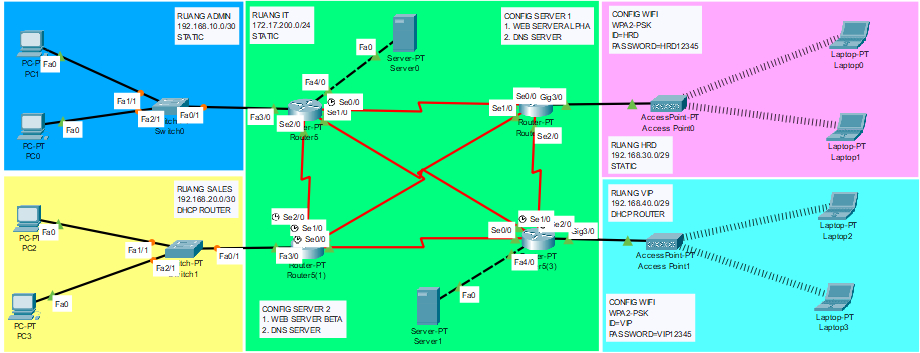 RUANG ADMIN
192.168.10.0/30
STATIC
PC-PT
PC1
Fa0
Fa1/1
Fa2/1
Fa0/1
Switch0
PC-PT
PC0
Fa0
RUANG IT
172.17.200.0/24
STATIC
CONFIG SERVER 1
1. WEB SERVER ALPHA
2. DNS SERVER
Fa0
Server-PT
Server0
Fa4/0
Se0/0
Se1/0
Fa3/0
Se2/0
Router-PT
Router5
Se0/0
Gig3/0
Se1/0
Router-PT
Se2/0
CONFIG WIFI
WPA2-PSK
ID=HRD
PASSWORD=HRD12345
Laptop-PT
Laptop0
AccessPoint-PT
Access Point0
Laptop-PT
Laptop1
RUANG HRD
192.168.30.0/29
STATIC
RUANG SALES
192.168.20.0/30
DHCP ROUTER
PC-PT
PC2
Fa0
Fa1/1
Fa2/1
Fa0/1
Switch1
Fa0
PC-PT
PC3
Se2/0
Se1/0
Se0/0
Fa3/0
Router-PT
Router5(1)
Se1/0
Se2/0
Se0/0
Gig3/0
Fa4/0
5(3)
CONFIG SERVER 2
1. WEB SERVER BETA
2. DNS SERVER
Fa0
Server-PT
Server1
RUANG VIP
192.168.40.0/29
DHCP ROUTER
Laptop-PT
Laptop2
AccessPoint-PT
Access Point1
CONFIG WIFI
WPA2-PSK
ID=VIP
PASSWORD=VIP12345
Laptop-PT
Laptop3